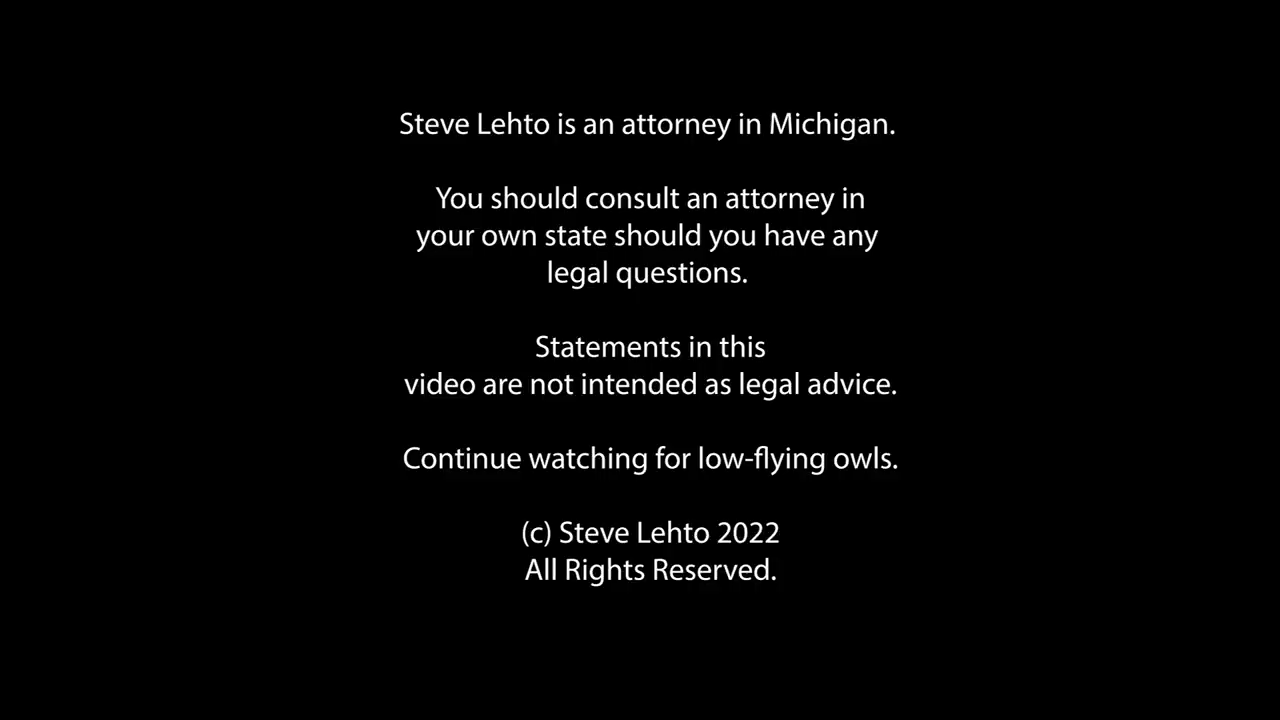 Steve Lehto is an attorney in Michigan.
You should consult an attorney in
your own state should you have any
legal questions.
Statements in this
video are not intended as legal advice.
Continue watching for low-flying owls.
(c) Steve Lehto 2022
All Rights Reserved.